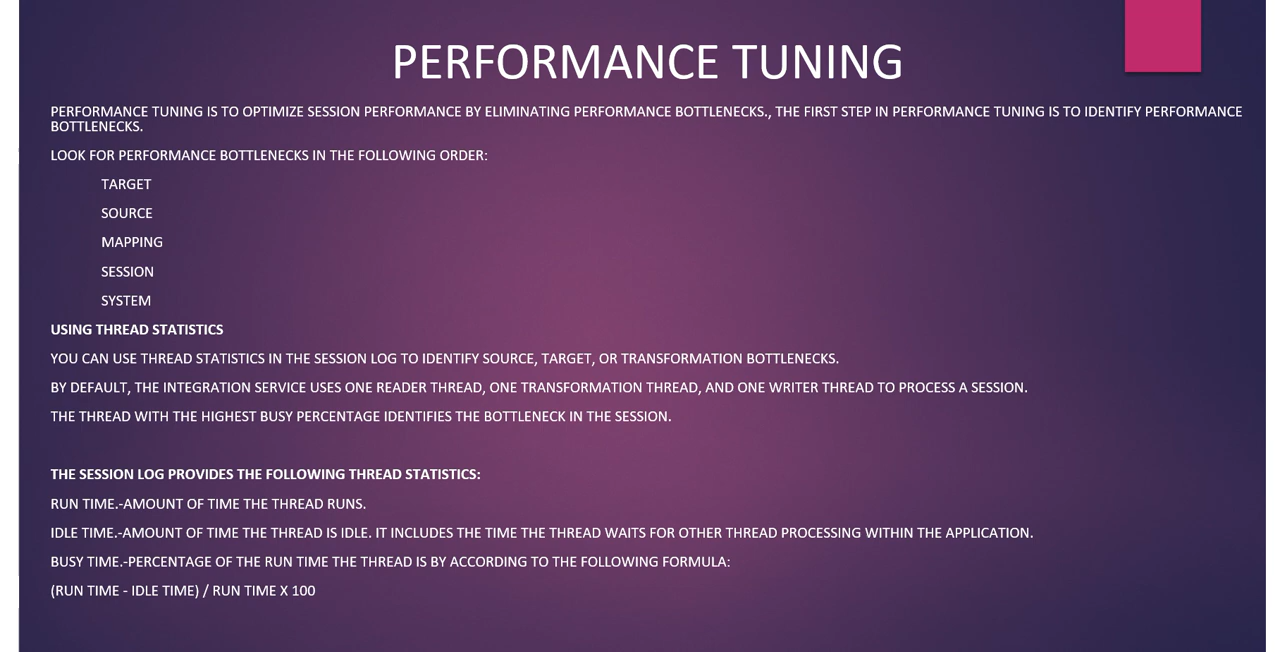 PERFORMANCE TUNING
PERFORMANCE TUNING IS TO OPTIMIZE SESSION PERFORMANCE BY ELIMINATING PERFORMANCE BOTTLENECKS., THE FIRST STEP IN PERFORMANCE TUNING IS TO IDENTIFY PERFORMANCE
BOTTLENECKS.
LOOK FOR PERFORMANCE BOTTLENECKS IN THE FOLLOWING ORDER:
TARGET
SOURCE
MAPPING
SESSION
SYSTEM
USING THREAD STATISTICS
YOU CAN USE THREAD STATISTICS IN THE SESSION LOG TO IDENTIFY SOURCE, TARGET, OR TRANSFORMATION BOTTLENECKS.
BY DEFAULT, THE INTEGRATION SERVICE USES ONE READER THREAD, ONE TRANSFORMATION THREAD, AND ONE WRITER THREAD TO PROCESS A SESSION.
THE THREAD WITH THE HIGHEST BUSY PERCENTAGE IDENTIFIES THE BOTTLENECK IN THE SESSION.
THE SESSION LOG PROVIDES THE FOLLOWING THREAD STATISTICS:
RUN TIME.-AMOUNT OF TIME THE THREAD RUNS.
IDLE TIME.-AMOUNT OF TIME THE THREAD IS IDLE. IT INCLUDES THE TIME THE THREAD WAITS FOR OTHER THREAD PROCESSING WITHIN THE APPLICATION.
BUSY TIME.-PERCENTAGE OF THE RUN TIME THE THREAD IS BY ACCORDING TO THE FOLLOWING FORMULA:
(RUN TIME - IDLE TIME) / RUN TIME X 100